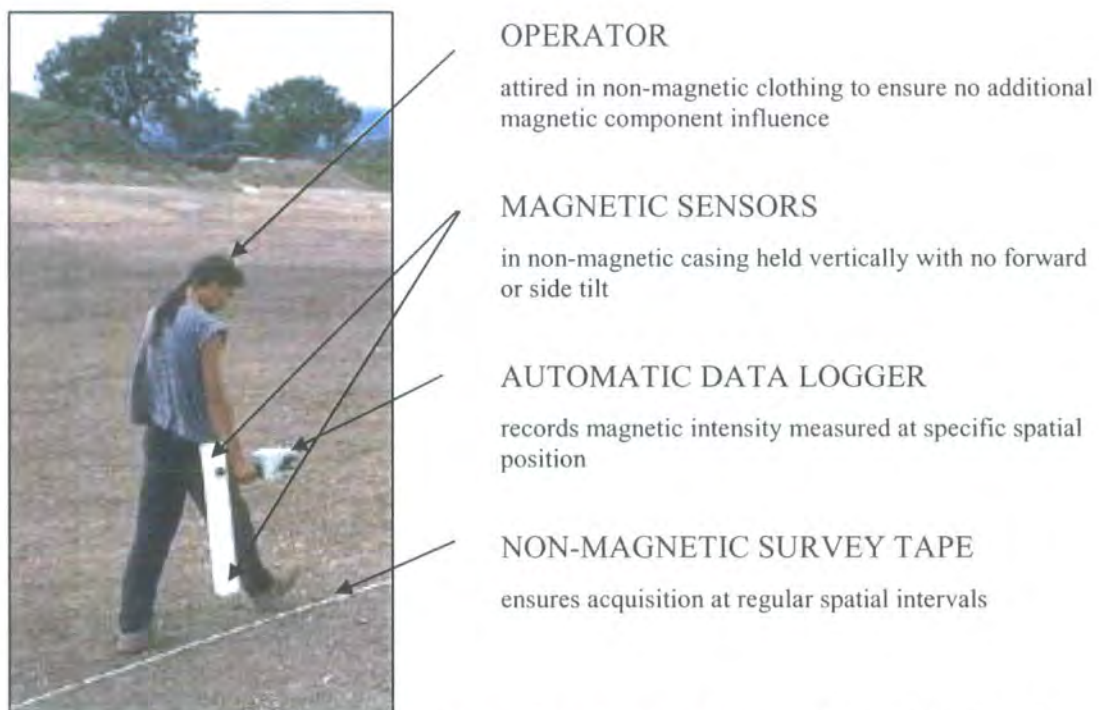 OPERATOR
attired in non-magnetic clothing to ensure no additional
magnetic component influence
MAGNETIC SENSORS
in non-magnetic casing held vertically with no forward
or side tilt
AUTOMATIC DATA LOGGER
records magnetic intensity measured at specific spatial
position
NON-MAGNETIC SURVEY TAPE
ensures acquisition at regular spatial intervals